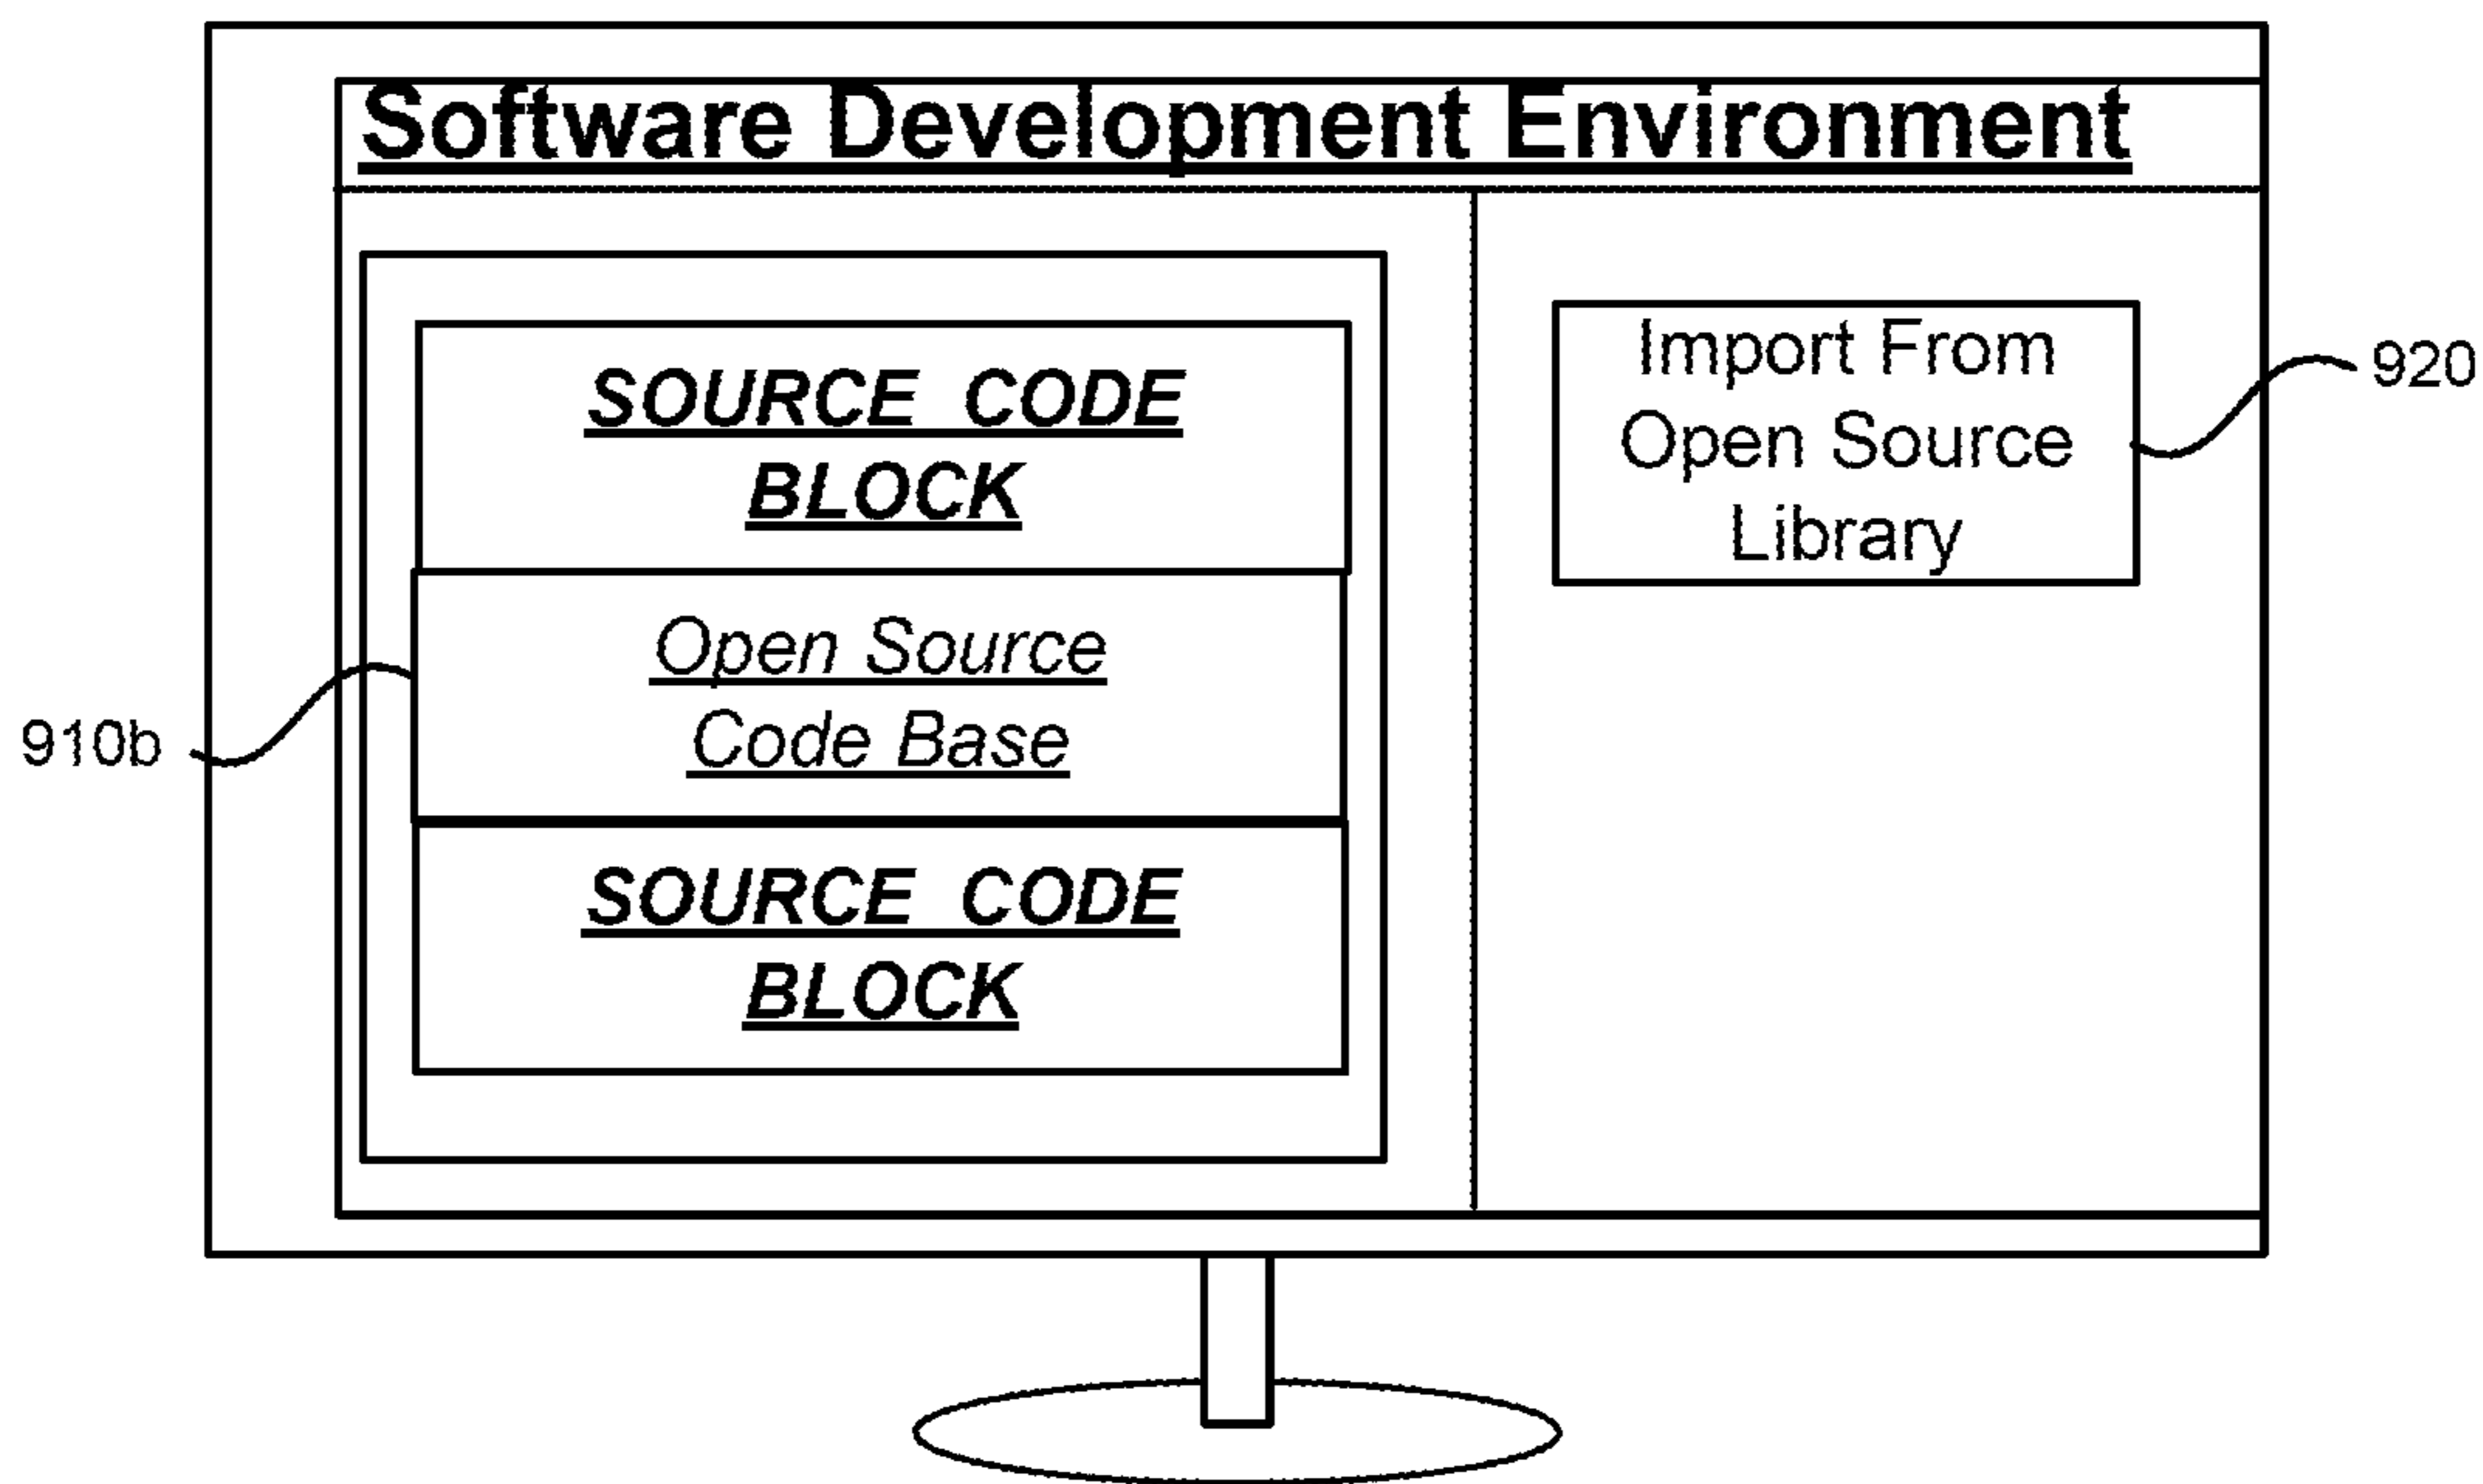 Software Development Environment
SOURCE CODE
BLOCK
Open Source
Code Base
SOURCE CODE
BLOCK
910b
Import From
Open Source
Library
920